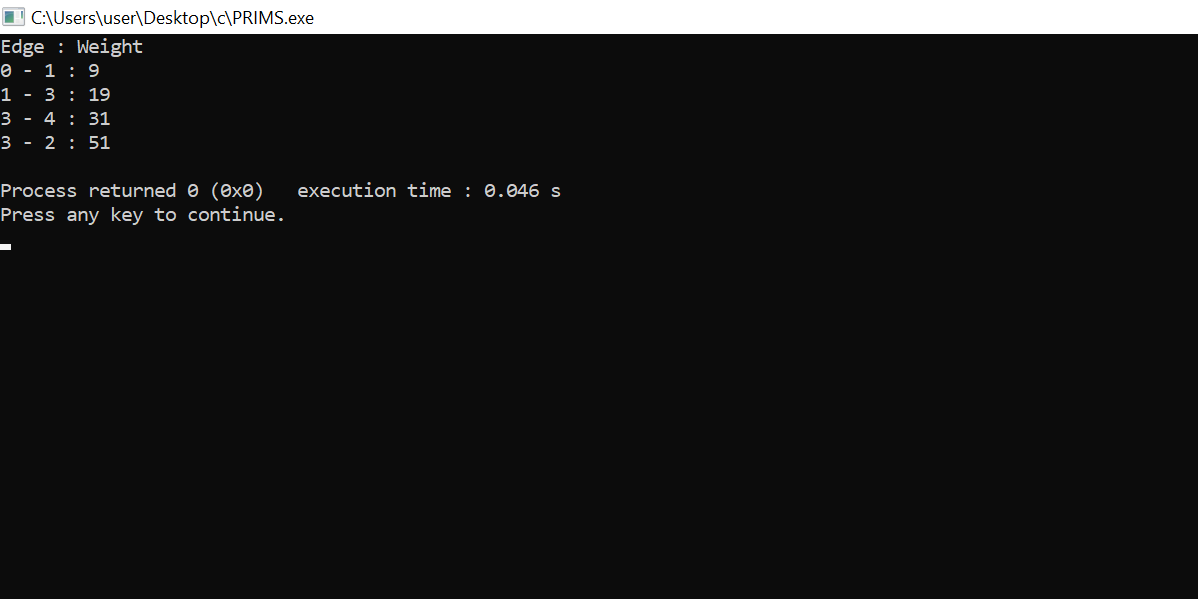 C:\Users\user\Desktop\c\PRIMS.exe
Edge : Weight
0 - 1 : 9
1 - 3 : 19
3 - 4 : 31
3 - 2 : 51
Process returned 0 (0x0)   execution time : 0.046 s
Press any key to continue.